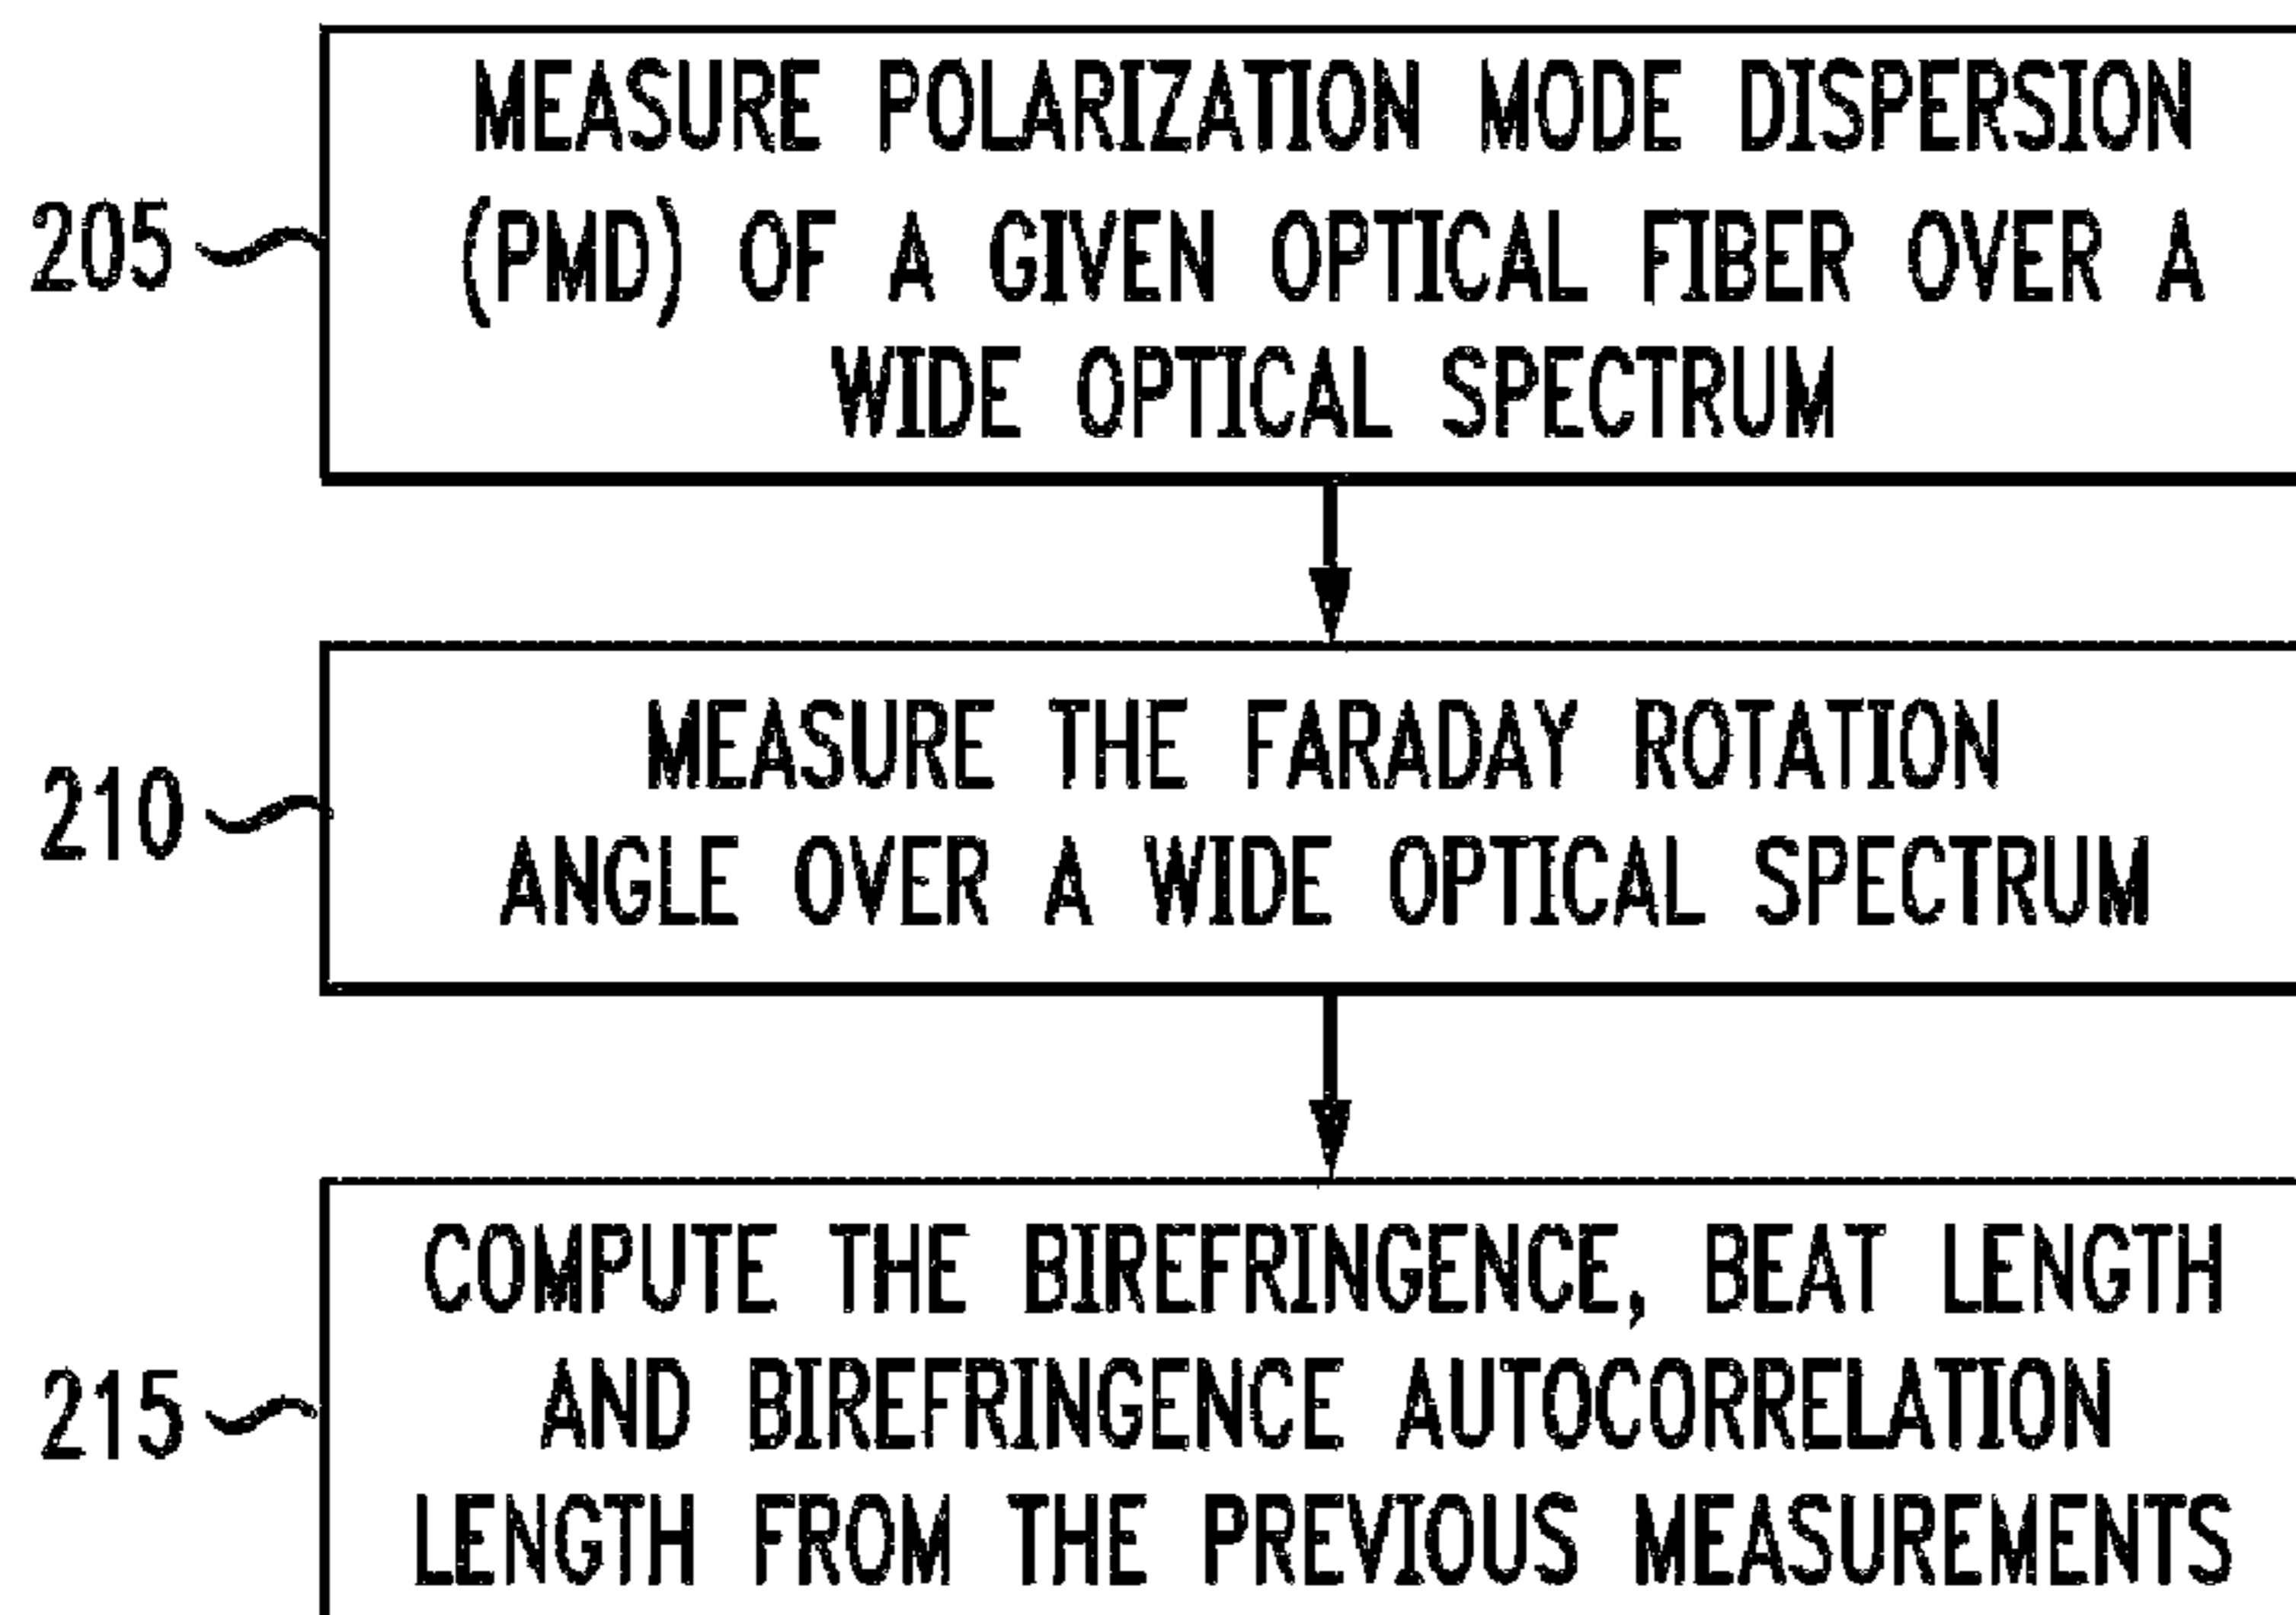 MEASURE POLARIZATION MODE DISPERSION
205
(PMD) OF A GIVEN OPTICAL FIBER OVER A
WIDE OPTICAL SPECTRUM
MEASURE THE FARADAY ROTATION
210
ANGLE OVER A WIDE OPTICAL SPECTRUM
COMPUTE THE BIREFRINGENCE, BEAT LENGTH
215
AND BIREFRINGENCE AUTOCORRELATION
LENGTH FROM THE PREVIOUS MEASUREMENTS